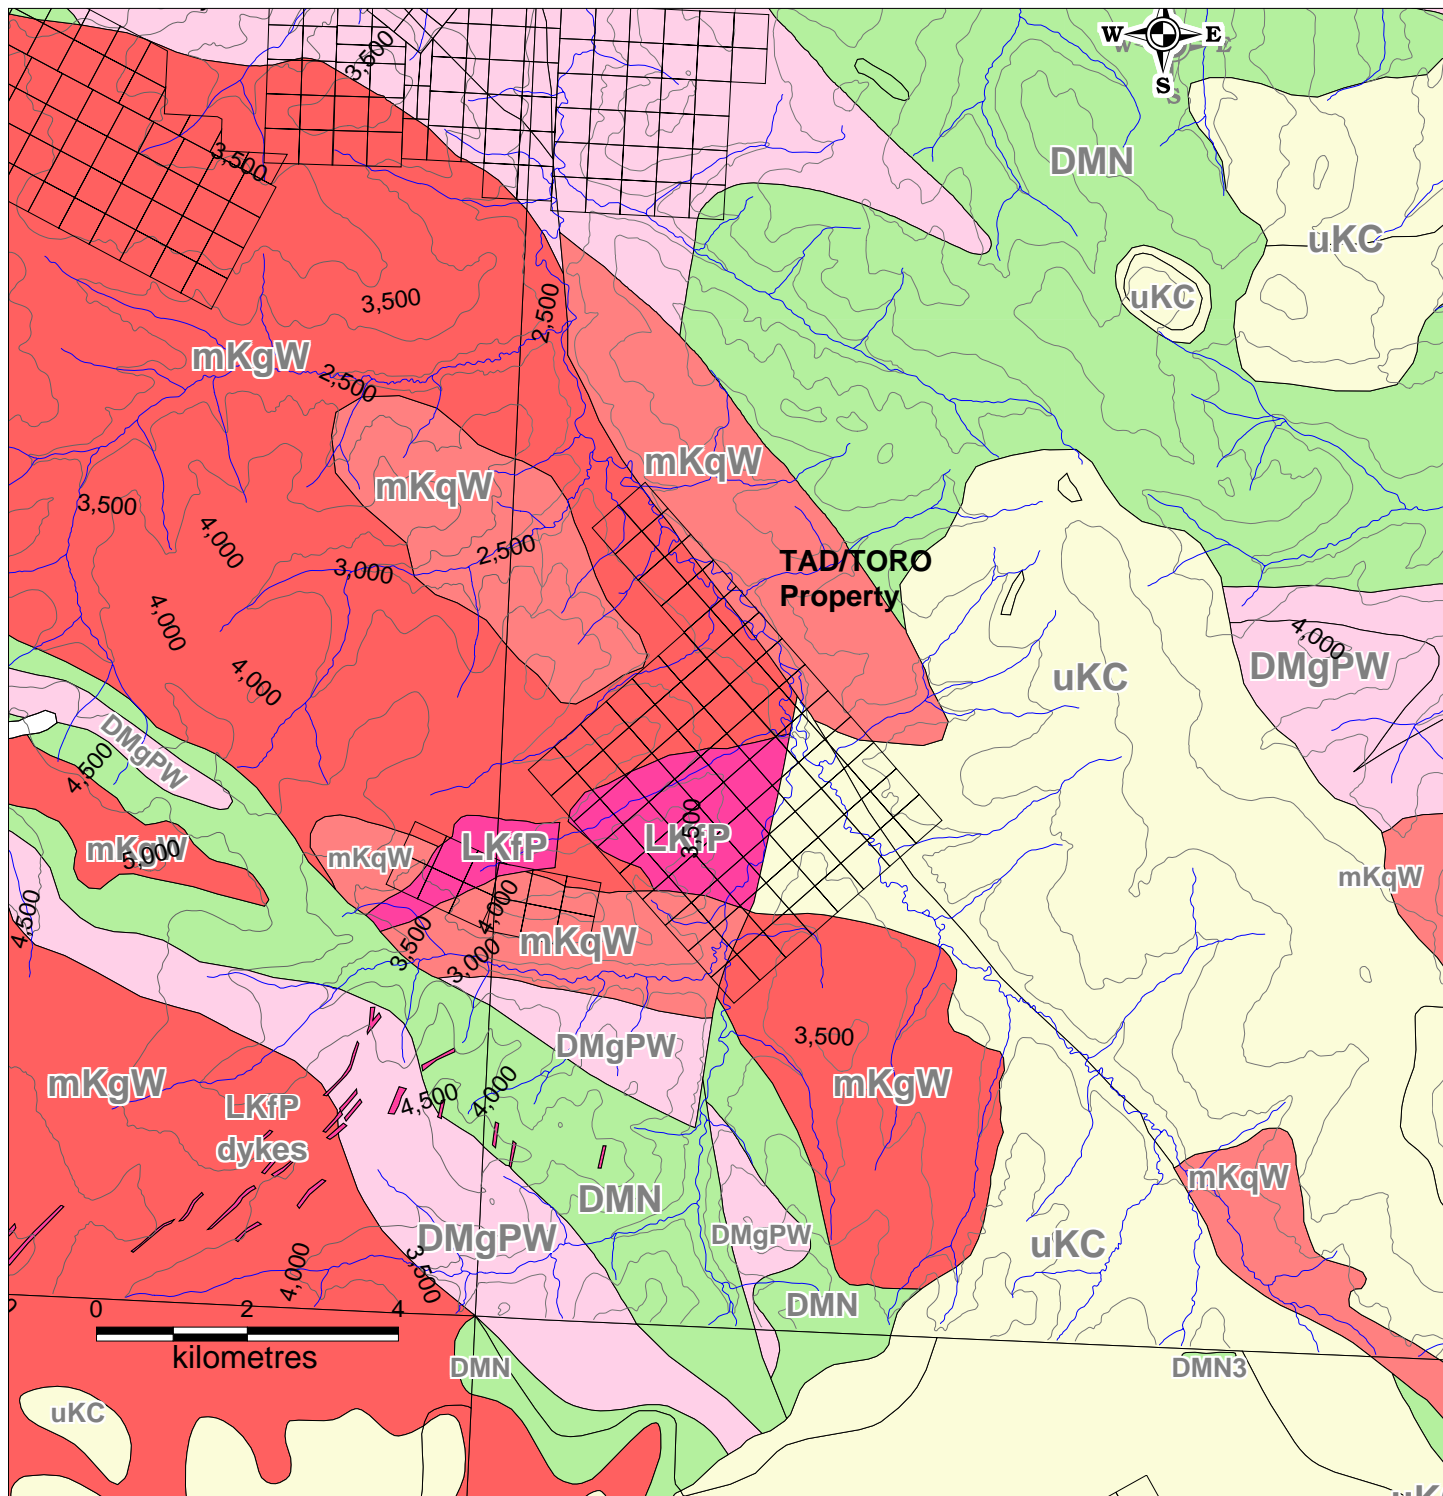 3,500
W E
S
DMN
3,500
uKC
uKC
3,500
2,500
mKgW
2,500
mKqW
mKqW
3,500
4,000
2,500
3,000
TAD/TORO
Property
4,000
4,000
4,000
DMgPW
uKC
DMgPW
4,500
3,500
LKfP
LKfP
mKgW
5,000
mKqW
mKqW
4,500
4,000
3,500
mKqW
3,000
3,500
DMgPW
mKgW
mKgW
4,000
4,500
LKfP
dykes
mKqW
DMN
DMgPW
DMgPW
uKC
4,000
3,500
DMN
0 2 4
kilometres
DMN
DMN3
uKC